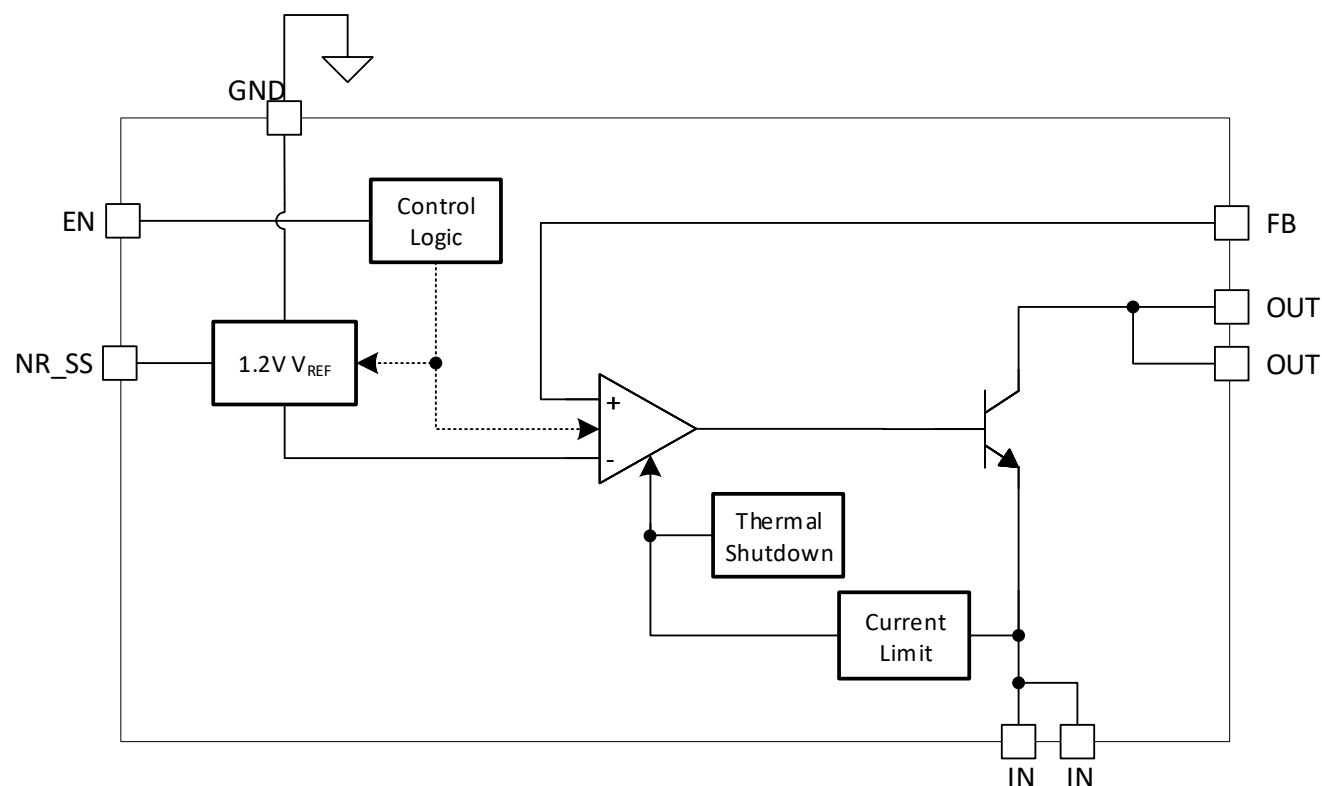 GND
EN
Control
Logic
FB
OUT
NR_SS
1.2V VREF
OUT
+
-
Thermal
Shutdown
Current
Limit
IN
IN